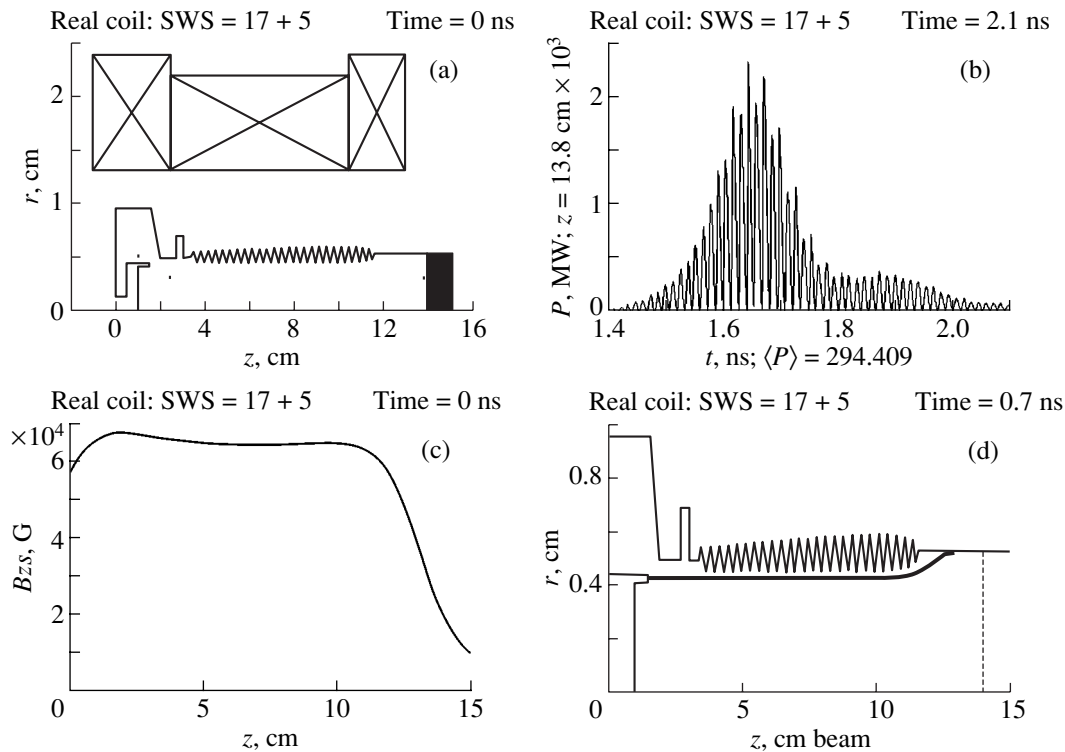 Real coil: SWS = 17 + 5 Time = 0 ns
(a)
2
1
0
r, cm
0 4 8 12 16
z, cm
Real coil: SWS = 17 + 5 Time = 2.1 ns
(b)
2
1
0
P, MW; z = 13.8 cm × 10³
1.4 1.6 1.8 2.0
t, ns; ⟨P⟩ = 294.409
Real coil: SWS = 17 + 5 Time = 0 ns
×10⁴
(c)
6
4
2
Bzs, G
0 5 10 15
z, cm
Real coil: SWS = 17 + 5 Time = 0.7 ns
(d)
0.8
0.4
r, cm
0 5 10 15
z, cm beam